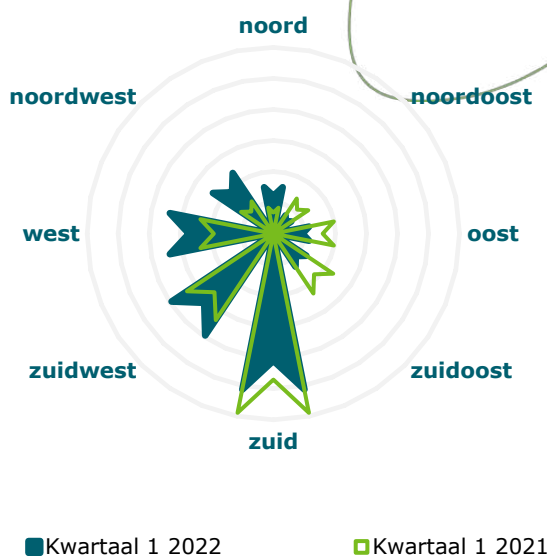 noord
noordwest
noordoost
west
oost
zuidwest
zuidoost
zuid
Kwartaal 1 2022
Kwartaal 1 2021